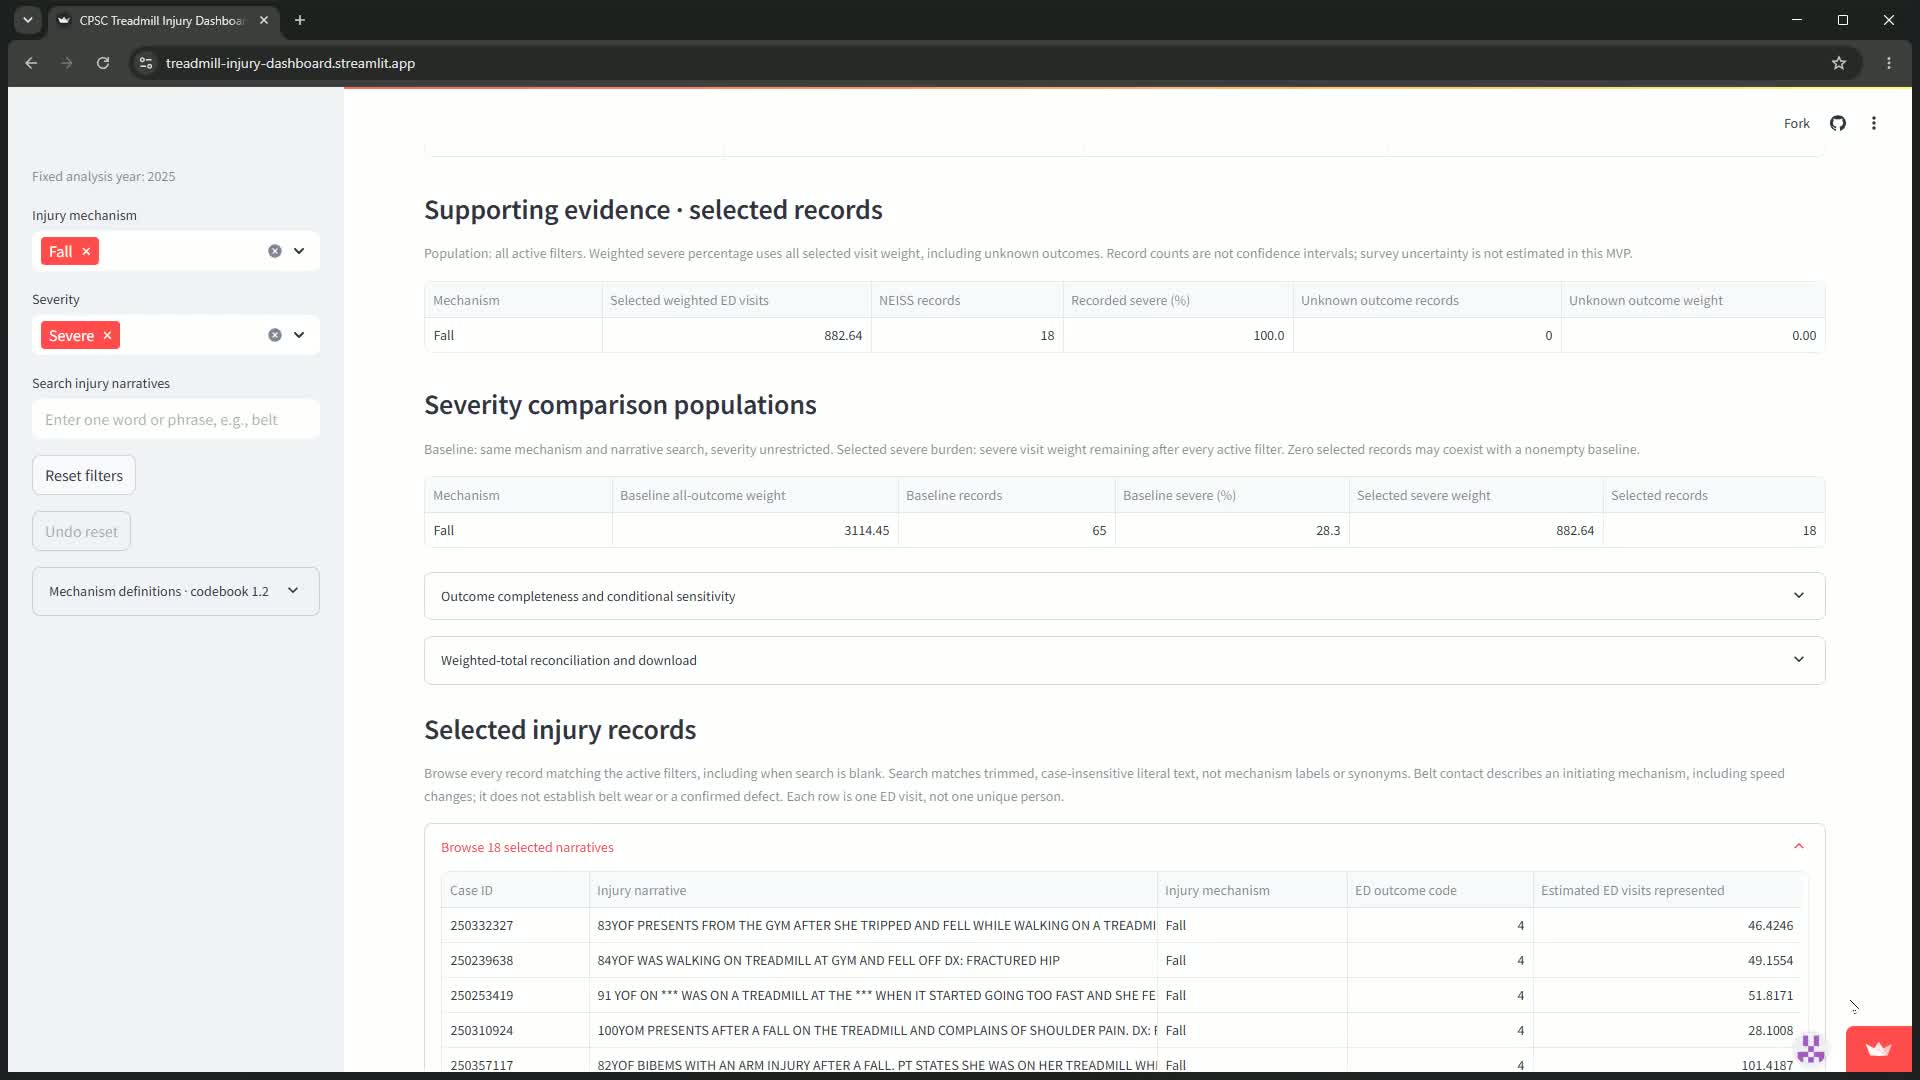 CPSC Treadmill Injury Dashboa
treadmill-injury-dashboard.streamlit.app
Fork
Fixed analysis year: 2025
Injury mechanism
Fall
Severity
Severe
Search injury narratives
Enter one word or phrase, e.g., belt
Reset filters
Undo reset
Mechanism definitions · codebook 1.2
Supporting evidence · selected records
Population: all active filters. Weighted severe percentage uses all selected visit weight, including unknown outcomes. Record counts are not confidence intervals; survey uncertainty is not estimated in this MVP.
Mechanism Selected weighted ED visits NEISS records Recorded severe (%) Unknown outcome records Unknown outcome weight
Fall 882.64 18 100.0 0 0.00
Severity comparison populations
Baseline: same mechanism and narrative search, severity unrestricted. Selected severe burden: severe visit weight remaining after every active filter. Zero selected records may coexist with a nonempty baseline.
Mechanism Baseline all-outcome weight Baseline records Baseline severe (%) Selected severe weight Selected records
Fall 3114.45 65 28.3 882.64 18
Outcome completeness and conditional sensitivity
Weighted-total reconciliation and download
Selected injury records
Browse every record matching the active filters, including when search is blank. Search matches trimmed, case-insensitive literal text, not mechanism labels or synonyms. Belt contact describes an initiating mechanism, including speed
changes; it does not establish belt wear or a confirmed defect. Each row is one ED visit, not one unique person.
Browse 18 selected narratives
Case ID Injury narrative Injury mechanism ED outcome code Estimated ED visits represented
250332327 83YOF PRESENTS FROM THE GYM AFTER SHE TRIPPED AND FELL WHILE WALKING ON A TREADMI Fall 4 46.4246
250239638 84YOF WAS WALKING ON TREADMILL AT GYM AND FELL OFF DX: FRACTURED HIP Fall 4 49.1554
250253419 91 YOF ON *** WAS ON A TREADMILL AT THE *** WHEN IT STARTED GOING TOO FAST AND SHE FE Fall 4 51.8171
250310924 100YOM PRESENTS AFTER A FALL ON THE TREADMILL AND COMPLAINS OF SHOULDER PAIN. DX: F Fall 4 28.1008
250357117 82YOF BIBEMS WITH AN ARM INJURY AFTER A FALL. PT STATES SHE WAS ON HER TREADMILL WHI Fall 4 101.4187